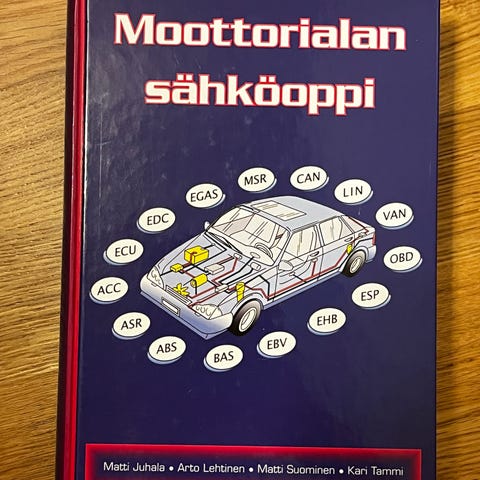 Moottorialan
sähköoppi
MSR
CAN
LIN
VAN
OBD
ESP
EHB
EBV
BAS
ABS
ASR
ACC
ECU
EDC
EGAS
Matti Juhala • Arto Lehtinen • Matti Suominen • Kari Tammi